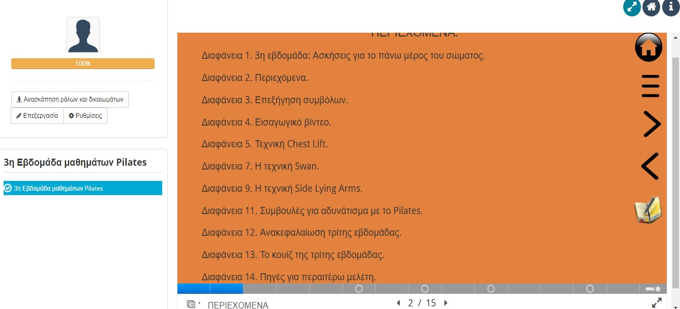 100%
Ανασκόπηση ρόλων και δικαιωμάτων
Επεξεργασία
Ρυθμίσεις
3η Εβδομάδα μαθημάτων Pilates
3η Εβδομάδα μαθημάτων Pilates
ΠΕΡΙΕΧΟΜΕΝΑ.
Διαφάνεια 1. 3η εβδομάδα: Ασκήσεις για το πάνω μέρος του σώματος.
Διαφάνεια 2. Περιεχόμενα.
Διαφάνεια 3. Επεξήγηση συμβόλων.
Διαφάνεια 4. Εισαγωγικό βίντεο.
Διαφάνεια 5. Τεχνική Chest Lift.
Διαφάνεια 7. Η τεχνική Swan.
Διαφάνεια 9. Η τεχνική Side Lying Arms.
Διαφάνεια 11. Συμβουλές για αδυνάτισμα με το Pilates.
Διαφάνεια 12. Ανακεφαλαίωση τρίτης εβδομάδας.
Διαφάνεια 13. Το κουίζ της τρίτης εβδομάδας.
Διαφάνεια 14. Πηγές για περαιτέρω μελέτη.
ΠΕΡΙΕΧΟΜΕΝΑ
2 / 15